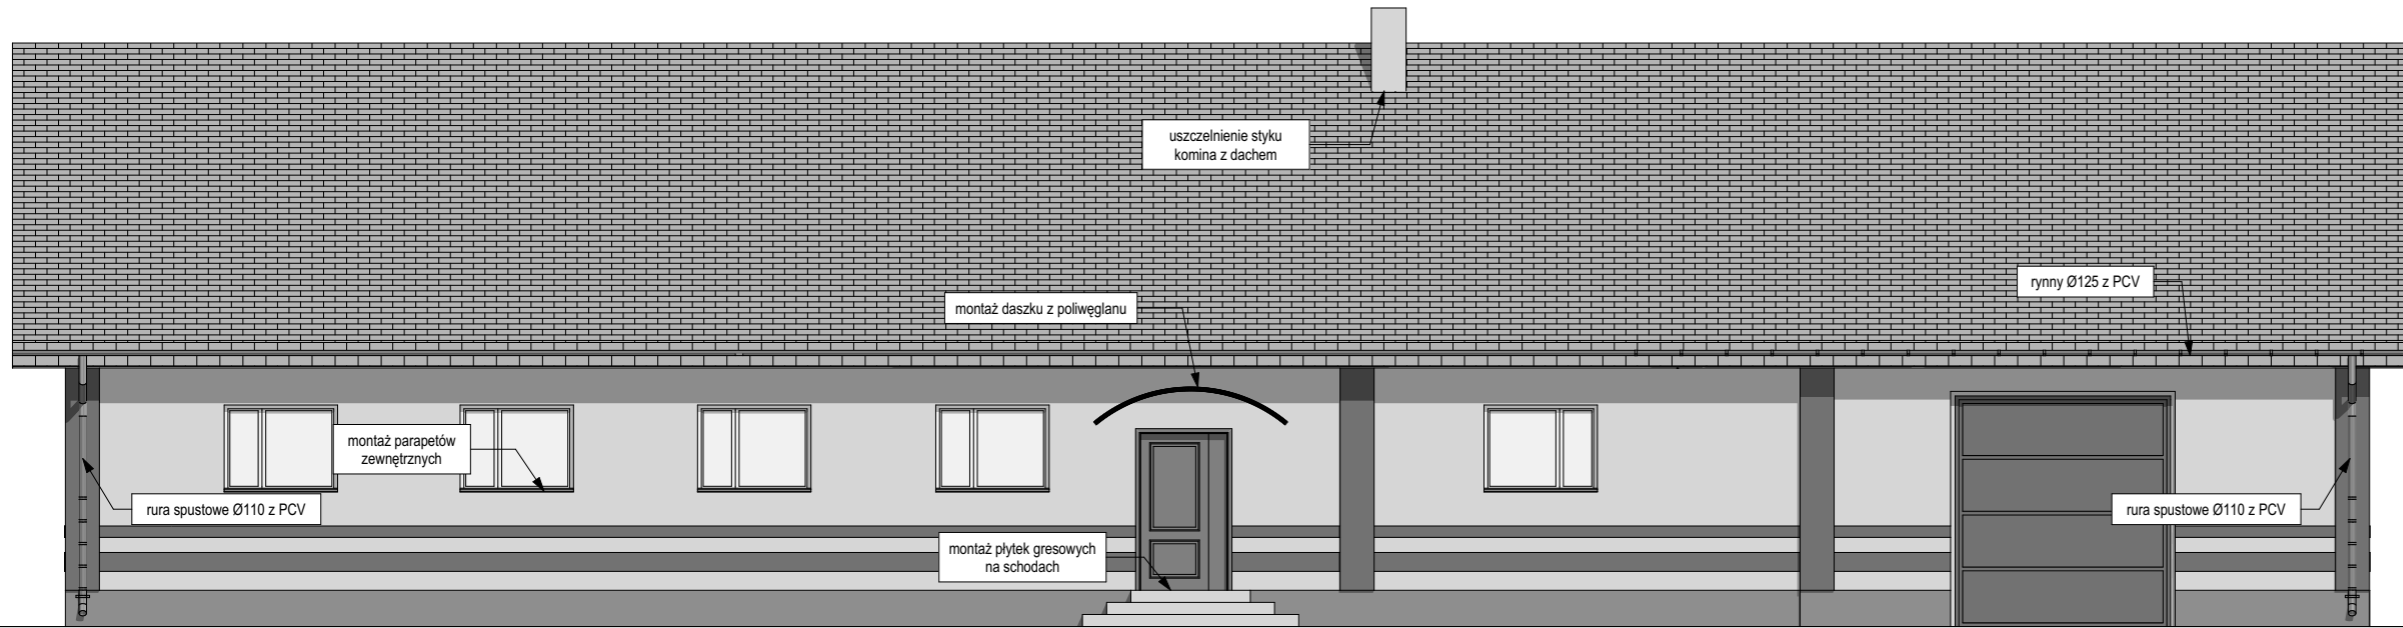 uszczelnienie styku
komina z dachem
rynny Ø125 z PCV
montaż daszku z poliwęglanu
montaż parapetów
zewnętrznych
rura spustowe Ø110 z PCV
rura spustowe Ø110 z PCV
montaż płytek gresowych
na schodach